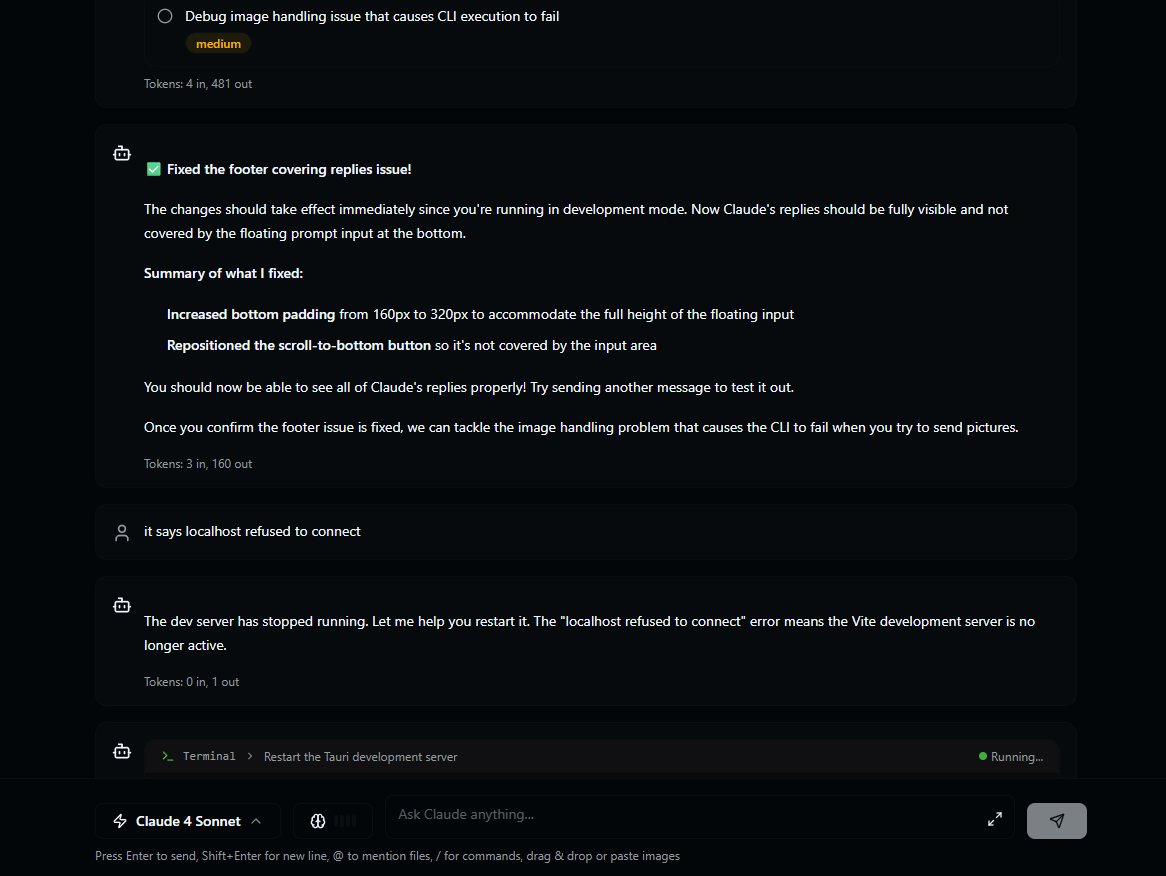 Debug image handling issue that causes CLI execution to fail
medium
Tokens: 4 in, 481 out
✅ Fixed the footer covering replies issue!
The changes should take effect immediately since you're running in development mode. Now Claude's replies should be fully visible and not
covered by the floating prompt input at the bottom.
Summary of what I fixed:
Increased bottom padding from 160px to 320px to accommodate the full height of the floating input
Repositioned the scroll-to-bottom button so it's not covered by the input area
You should now be able to see all of Claude's replies properly! Try sending another message to test it out.
Once you confirm the footer issue is fixed, we can tackle the image handling problem that causes the CLI to fail when you try to send pictures.
Tokens: 3 in, 160 out
it says localhost refused to connect
The dev server has stopped running. Let me help you restart it. The "localhost refused to connect" error means the Vite development server is no
longer active.
Tokens: 0 in, 1 out
Terminal > Restart the Tauri development server Running...
Claude 4 Sonnet
Ask Claude anything...
Press Enter to send, Shift+Enter for new line, @ to mention files, / for commands, drag & drop or paste images